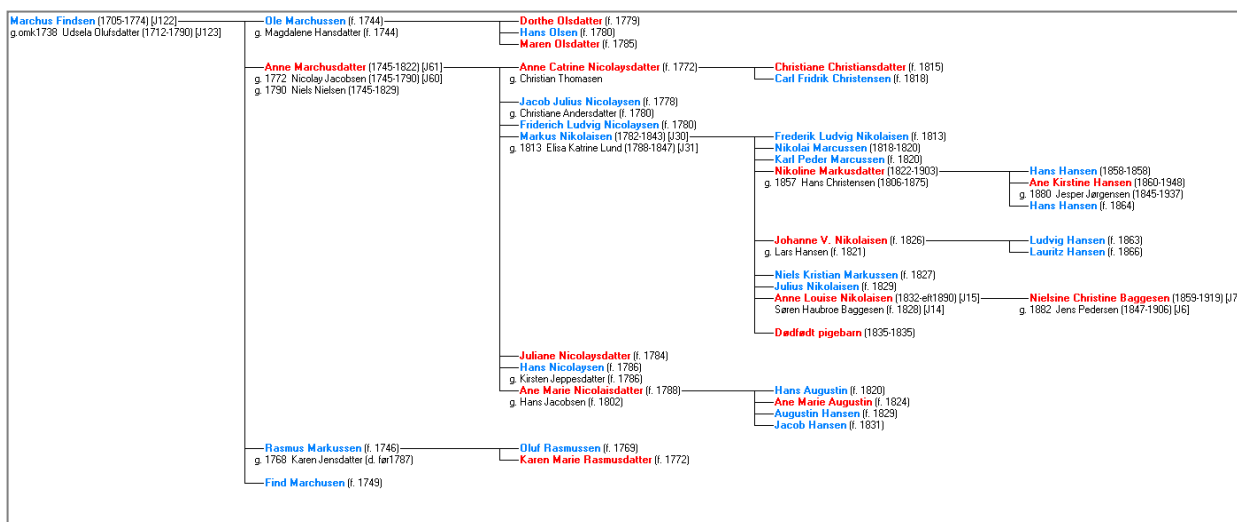 Marchus Findsen (1705-1774) [J122]
g.omk1738 Udsela Olufsdatter (1712-1790) [J123]
Ole Marchussen (f. 1744)
g. Magdalene Hansdatter (f. 1744)
Dorthe Olsdatter (f. 1779)
Hans Olsen (f. 1780)
Maren Olsdatter (f. 1785)
Anne Marchusdatter (1745-1822) [J61]
g. 1772 Nicolay Jacobsen (1745-1790) [J60]
g. 1790 Niels Nielsen (1745-1829)
Anne Catrine Nicolaysdatter (f. 1772)
g. Christian Thomasen
Christiane Christiansdatter (f. 1815)
Carl Fridrik Christensen (f. 1818)
Jacob Julius Nicolaysen (f. 1778)
g. Christiane Andersdatter (f. 1780)
Friderich Ludvig Nicolaysen (f. 1780)
Markus Nikolaisen (1782-1843) [J30]
g. 1813 Elisa Katrine Lund (1788-1847) [J31]
Frederik Ludvig Nikolaisen (f. 1813)
Nikolai Marcussen (1818-1820)
Karl Peder Marcussen (f. 1820)
Nikoline Markusdatter (1822-1903)
g. 1857 Hans Christensen (1806-1875)
Hans Hansen (1858-1858)
Ane Kirstine Hansen (1860-1948)
g. 1880 Jesper Jørgensen (1845-1937)
Hans Hansen (f. 1864)
Johanne V. Nikolaisen (f. 1826)
g. Lars Hansen (f. 1821)
Ludvig Hansen (f. 1863)
Lauritz Hansen (f. 1866)
Niels Kristian Markussen (f. 1827)
Julius Nikolaisen (f. 1829)
Anne Louise Nikolaisen (1832-eft1890) [J15]
Søren Haubroe Baggesen (f. 1828) [J14]
Nielsine Christine Baggesen (1859-1919) [J7
g. 1882 Jens Pedersen (1847-1906) [J6]
Dødfødt pigebarn (1835-1835)
Juliane Nicolaysdatter (f. 1784)
Hans Nicolaysen (f. 1786)
g. Kirsten Jeppesdatter (f. 1786)
Ane Marie Nicolaisdatter (f. 1788)
g. Hans Jacobsen (f. 1802)
Hans Augustin (f. 1820)
Ane Marie Augustin (f. 1824)
Augustin Hansen (f. 1829)
Jacob Hansen (f. 1831)
Rasmus Markussen (f. 1746)
g. 1768 Karen Jensdatter (d. før1787)
Oluf Rasmussen (f. 1769)
Karen Marie Rasmusdatter (f. 1772)
Find Marchusen (f. 1749)